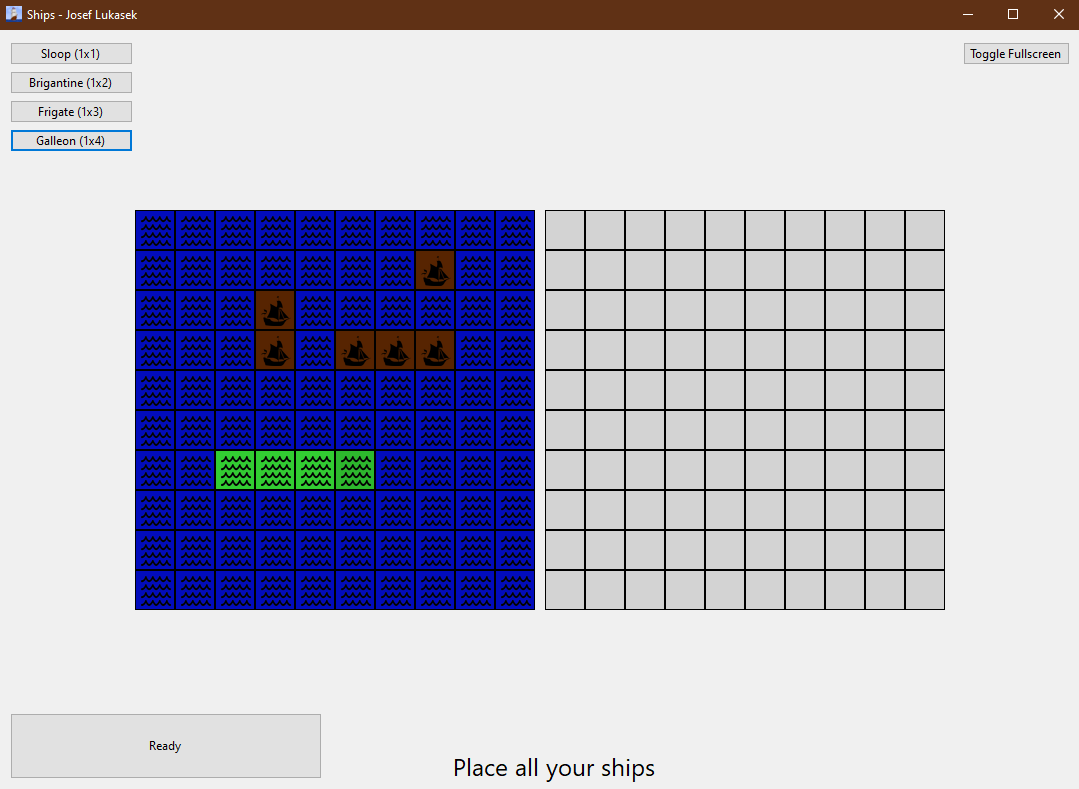 Ships - Josef Lukasek
Sloop (1x1)
Toggle Fullscreen
Brigantine (1x2)
Frigate (1x3)
Galleon (1x4)
Ready
Place all your ships